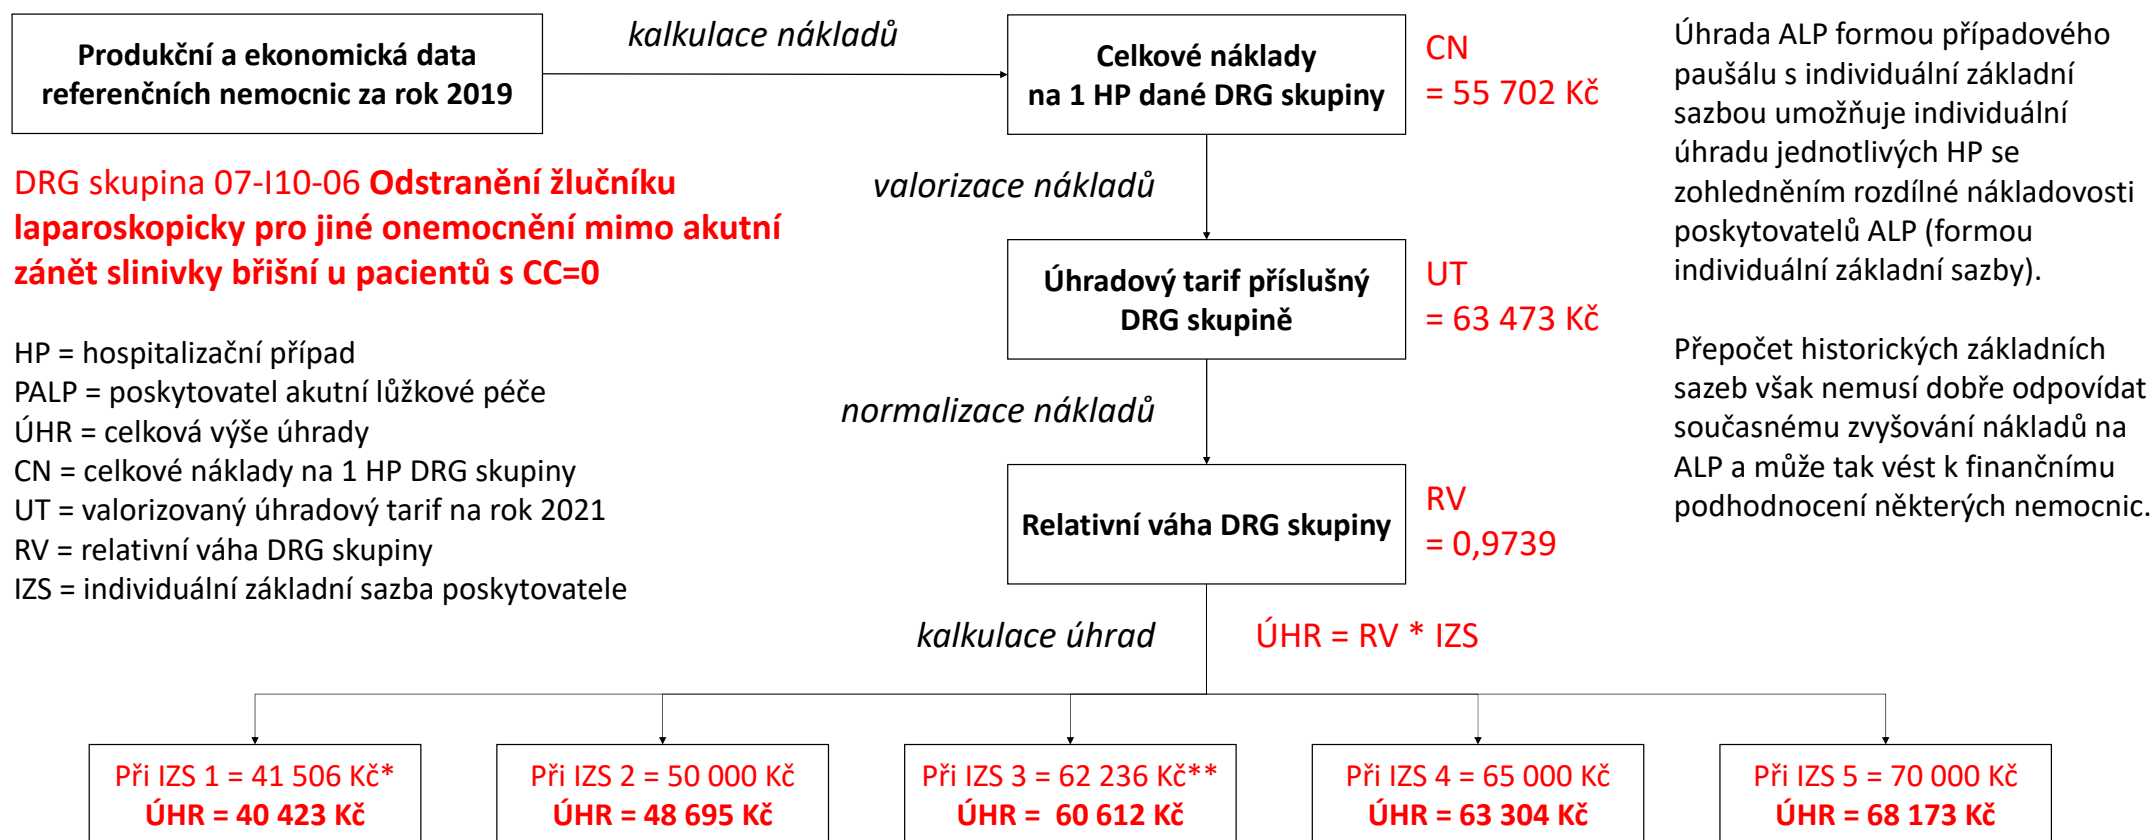 Produkční a ekonomická data
referenčních nemocnic za rok 2019
kalkulace nákladů
Celkové náklady
na 1 HP dané DRG skupiny
CN
= 55 702 Kč
DRG skupina 07-I10-06 Odstranění žlučníku
laparoskopicky pro jiné onemocnění mimo akutní
zánět slinivky břišní u pacientů s CC=0
valorizace nákladů
Úhradový tarif příslušný
DRG skupině
UT
= 63 473 Kč
HP = hospitalizační případ
PALP = poskytovatel akutní lůžkové péče
ÚHR = celková výše úhrady
CN = celkové náklady na 1 HP DRG skupiny
UT = valorizovaný úhradový tarif na rok 2021
RV = relativní váha DRG skupiny
IZS = individuální základní sazba poskytovatele
normalizace nákladů
Relativní váha DRG skupiny
RV
= 0,9739
Úhrada ALP formou případového
paušálu s individuální základní
sazbou umožňuje individuální
úhradu jednotlivých HP se
zohledněním rozdílné nákladovosti
poskytovatelů ALP (formou
individuální základní sazby).
Přepočet historických základních
sazeb však nemusí dobře odpovídat
současnému zvyšování nákladů na
ALP a může tak vést k finančnímu
podhodnocení některých nemocnic.
kalkulace úhrad
ÚHR = RV * IZS
Při IZS 1 = 41 506 Kč*
ÚHR = 40 423 Kč
Při IZS 2 = 50 000 Kč
ÚHR = 48 695 Kč
Při IZS 3 = 62 236 Kč**
ÚHR =  60 612 Kč
Při IZS 4 = 65 000 Kč
ÚHR = 63 304 Kč
Při IZS 5 = 70 000 Kč
ÚHR = 68 173 Kč